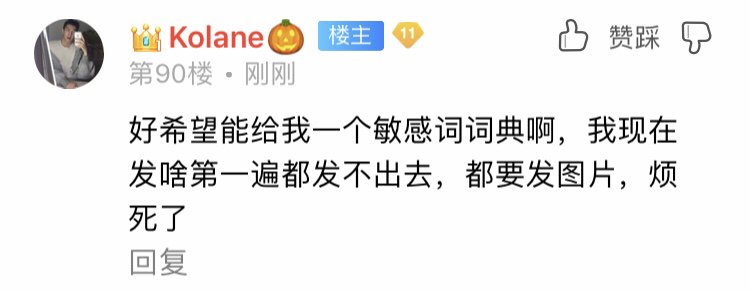 Kolane🎃 楼主 11 赞踩
第90楼 • 刚刚
好希望能给我一个敏感词词典啊，我现在
发啥第一遍都发不出去，都要发图片，烦
死了
回复